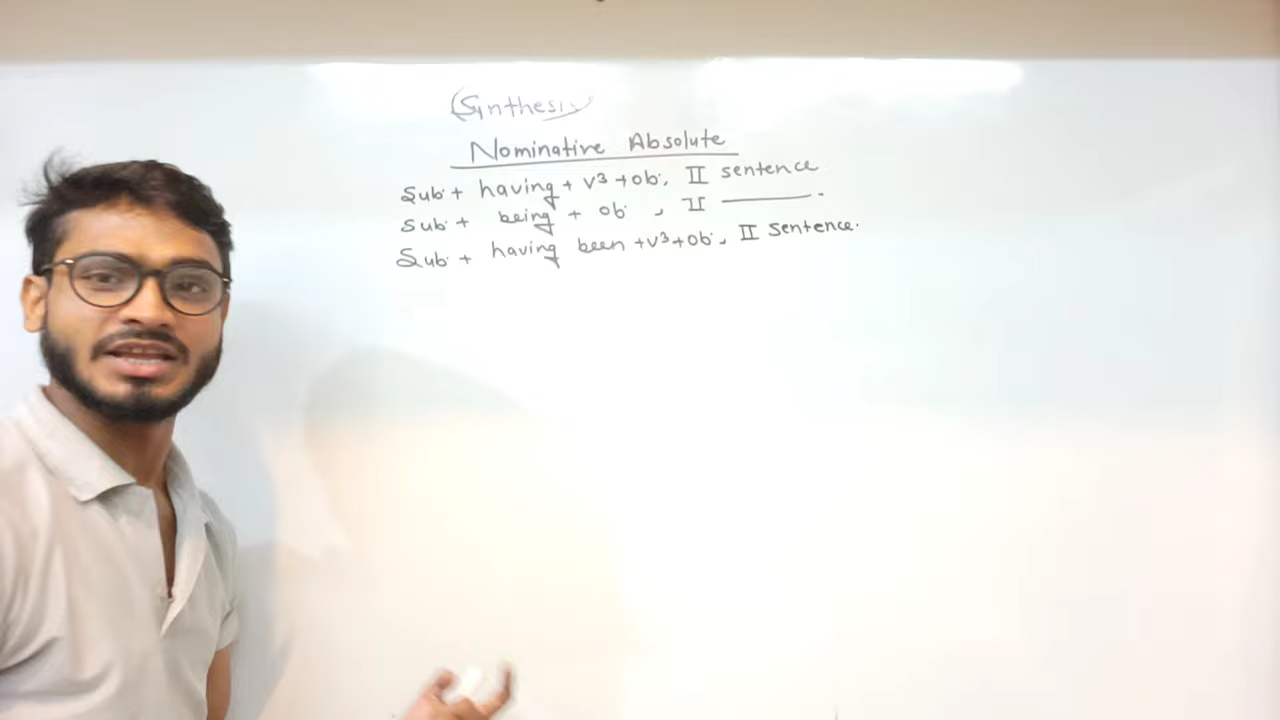 Synthesis
Nominative Absolute
Sub + having + v³ + ob, II sentence
Sub + being + ob, II ———.
Sub + having been + v³ + ob, II sentence.